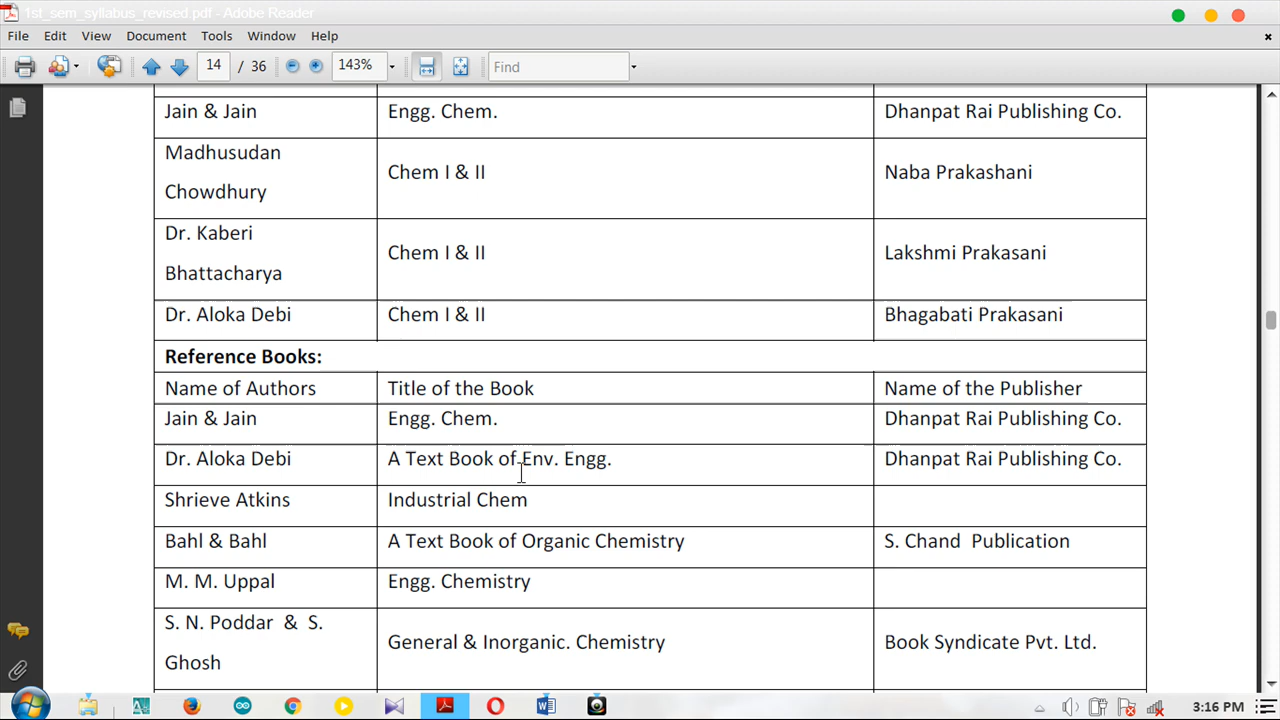 1st_sem_syllabus_revised.pdf - Adobe Reader
File Edit View Document Tools Window Help
14 / 36 143% Find
Jain & Jain Engg. Chem. Dhanpat Rai Publishing Co.
Madhusudan
Chowdhury Chem I & II Naba Prakashani
Dr. Kaberi
Bhattacharya Chem I & II Lakshmi Prakasani
Dr. Aloka Debi Chem I & II Bhagabati Prakasani
Reference Books:
Name of Authors Title of the Book Name of the Publisher
Jain & Jain Engg. Chem. Dhanpat Rai Publishing Co.
Dr. Aloka Debi A Text Book of Env. Engg. Dhanpat Rai Publishing Co.
Shrieve Atkins Industrial Chem
Bahl & Bahl A Text Book of Organic Chemistry S. Chand Publication
M. M. Uppal Engg. Chemistry
S. N. Poddar & S.
Ghosh General & Inorganic. Chemistry Book Syndicate Pvt. Ltd.
3:16 PM